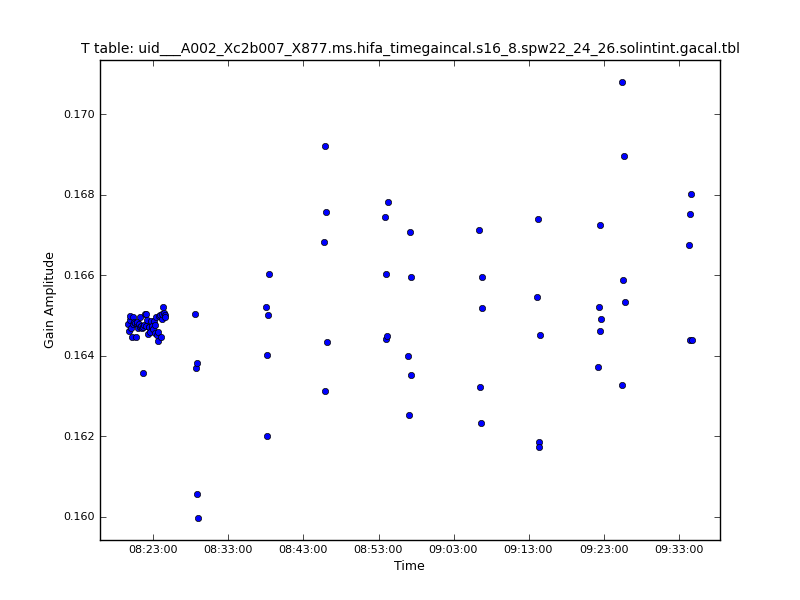 T table: uid___A002_Xc2b007_X877.ms.hifa_timegaincal.s16_8.spw22_24_26.solintint.gacal.tbl
Gain Amplitude
0.170
0.168
0.166
0.164
0.162
0.160
08:23:00 08:33:00 08:43:00 08:53:00 09:03:00 09:13:00 09:23:00 09:33:00
Time